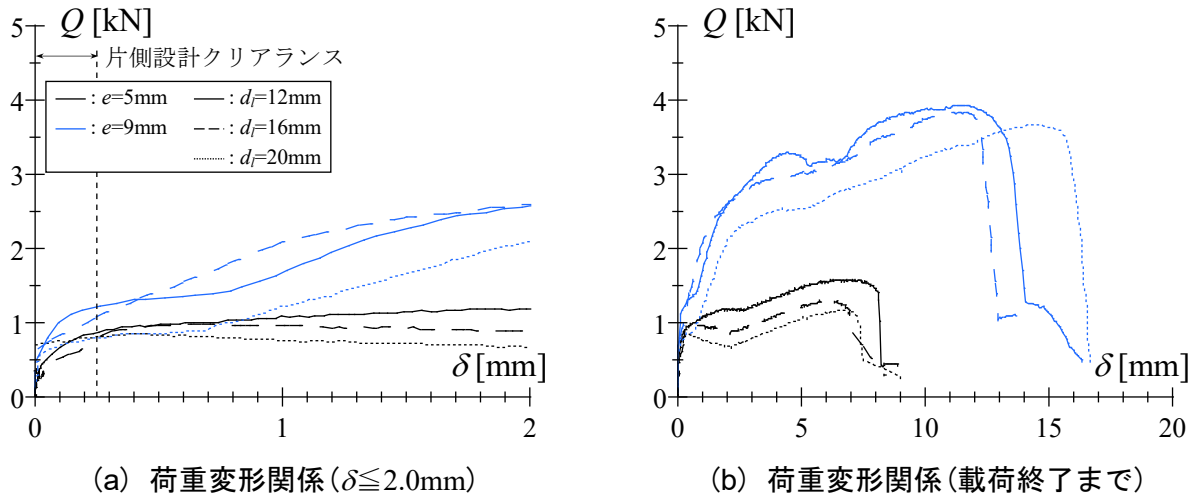 Q [kN]
5
片側設計クリアランス
4
: e=5mm : d_l=12mm
: e=9mm : d_l=16mm
: d_l=20mm
3
2
1
δ [mm]
0
0 1 2
(a) 荷重変形関係(δ≦2.0mm)
Q [kN]
5
4
3
2
1
δ [mm]
0
0 5 10 15 20
(b) 荷重変形関係(載荷終了まで)